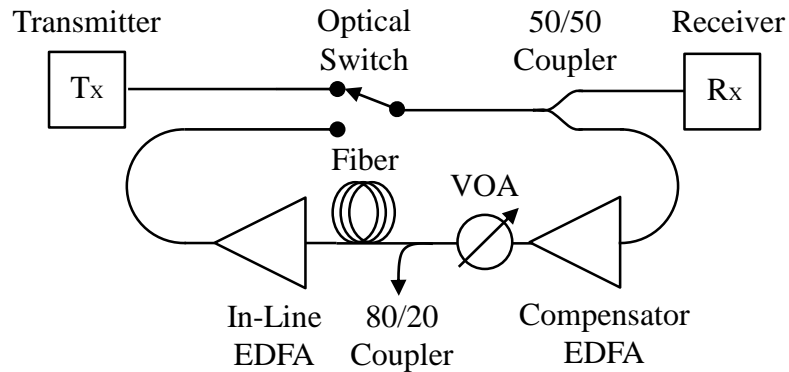 Transmitter
Optical
Switch
50/50
Coupler
Receiver
Tx
Rx
Fiber
VOA
In-Line
EDFA
80/20
Coupler
Compensator
EDFA